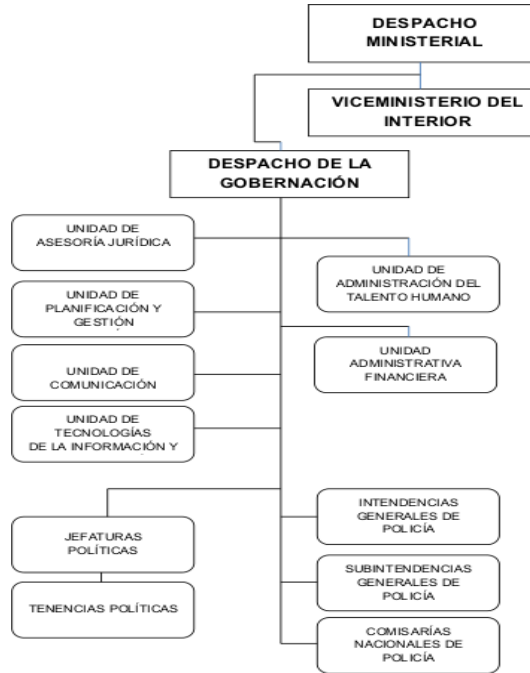 DESPACHO
MINISTERIAL
VICEMINISTERIO DEL
INTERIOR
DESPACHO DE LA
GOBERNACIÓN
UNIDAD DE
ASESORÍA JURÍDICA
UNIDAD DE
ADMINISTRACIÓN DEL
TALENTO HUMANO
UNIDAD DE
PLANIFICACIÓN Y
GESTIÓN
UNIDAD
ADMINISTRATIVA
FINANCIERA
UNIDAD DE
COMUNICACIÓN
UNIDAD DE
TECNOLOGÍAS
DE LA INFORMACIÓN Y
JEFATURAS
POLÍTICAS
TENENCIAS POLÍTICAS
INTENDENCIAS
GENERALES DE
POLICÍA
SUBINTENDENCIAS
GENERALES DE
POLICÍA
COMISARÍAS
NACIONALES DE
POLICÍA